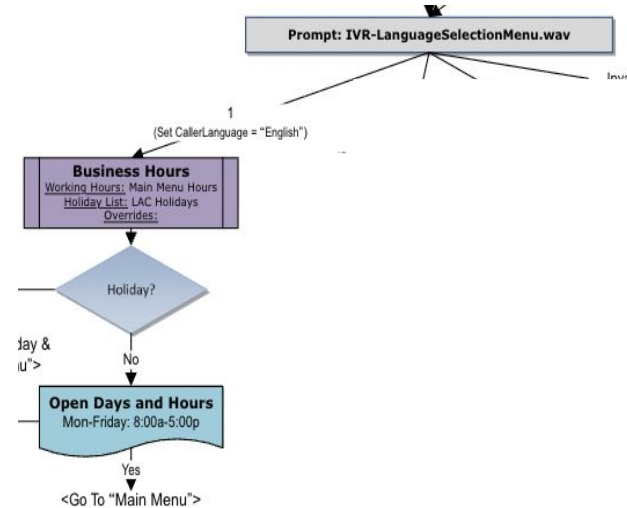 Prompt: IVR-LanguageSelectionMenu.wav
1
(Set CallerLanguage = “English”)
Business Hours
Working Hours: Main Menu Hours
Holiday List: LAC Holidays
Overrides:
Holiday?
No
Open Days and Hours
Mon-Friday: 8:00a-5:00p
Yes
<Go To “Main Menu”>